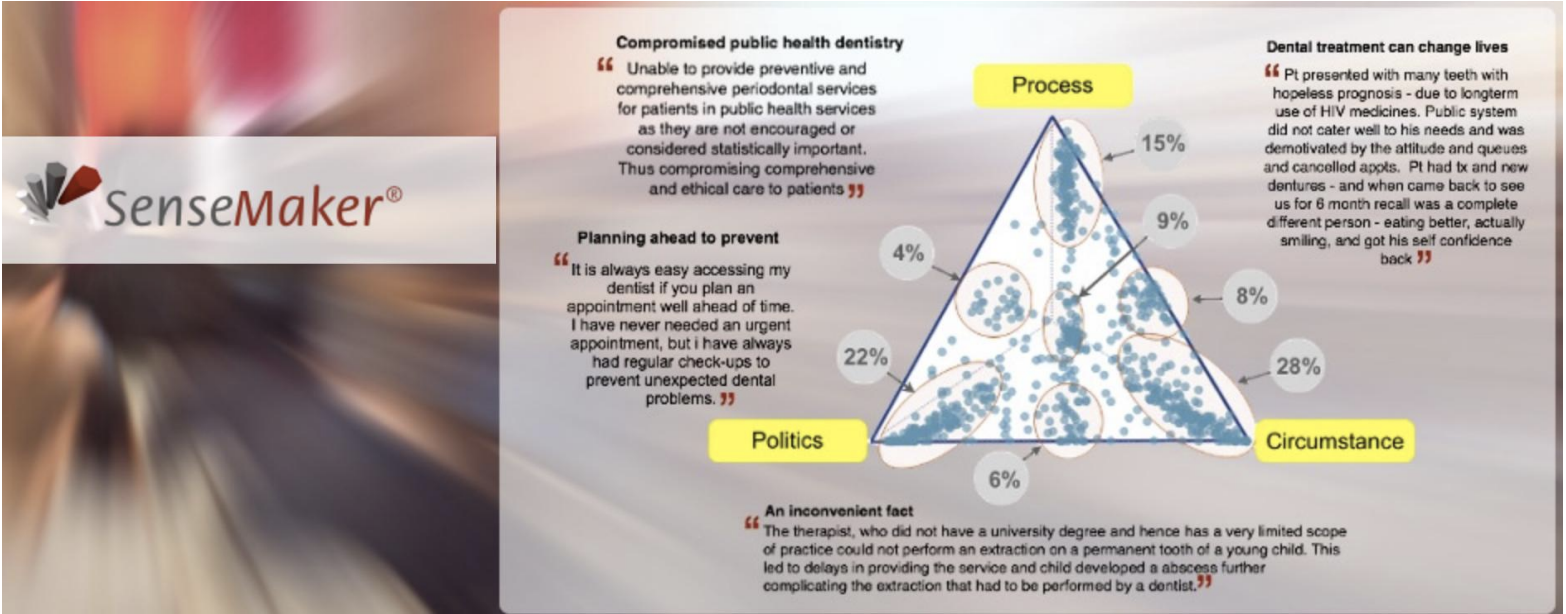 SenseMaker®
Compromised public health dentistry
“ Unable to provide preventive and
comprehensive periodontal services
for patients in public health services
as they are not encouraged or
considered statistically important.
Thus compromising comprehensive
and ethical care to patients ”
Planning ahead to prevent
“ It is always easy accessing my
dentist if you plan an
appointment well ahead of time.
I have never needed an urgent
appointment, but i have always
had regular check-ups to
prevent unexpected dental
problems. ”
Process
15%
9%
4%
8%
22%
28%
Politics
Circumstance
6%
Dental treatment can change lives
“ Pt presented with many teeth with
hopeless prognosis - due to longterm
use of HIV medicines. Public system
did not cater well to his needs and was
demotivated by the attitude and queues
and cancelled appts. Pt had tx and new
dentures - and when came back to see
us for 6 month recall was a complete
different person - eating better, actually
smiling, and got his self confidence
back ”
An inconvenient fact
“ The therapist, who did not have a university degree and hence has a very limited scope
of practice could not perform an extraction on a permanent tooth of a young child. This
led to delays in providing the service and child developed a abscess further
complicating the extraction that had to be performed by a dentist. ”